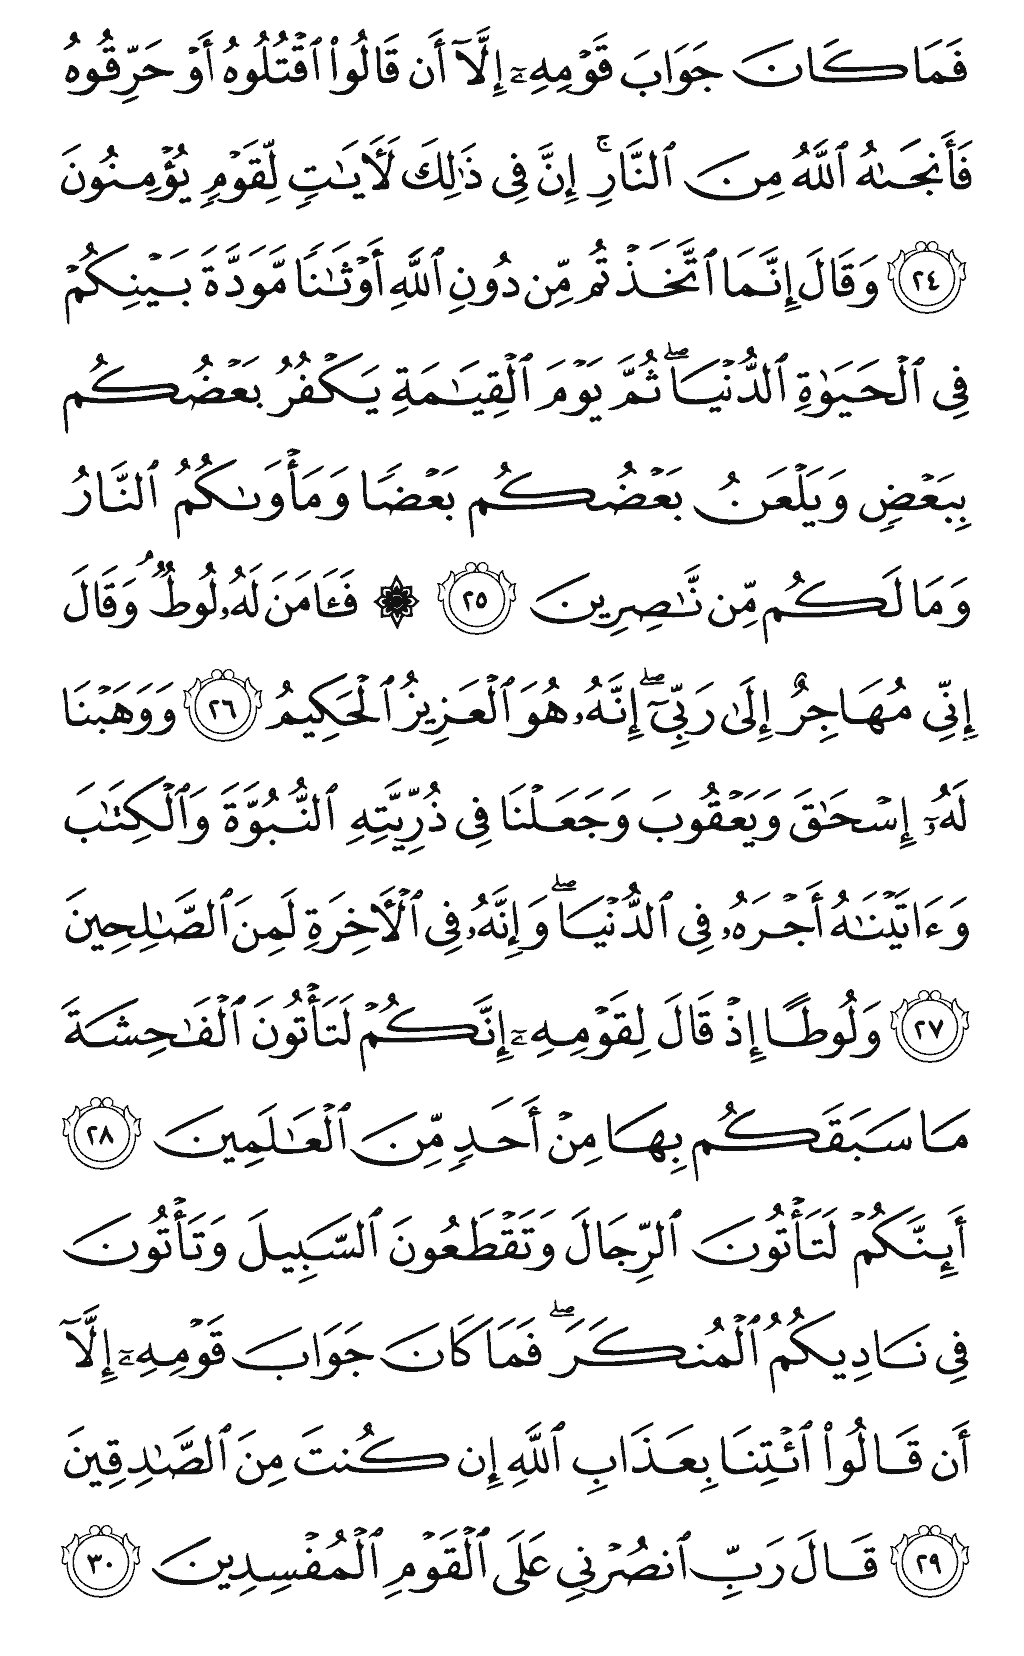 فَمَا كَانَ جَوَابَ قَوْمِهِۦٓ إِلَّآ أَن قَالُوا۟ ٱقْتُلُوهُ أَوْ حَرِّقُوهُ
فَأَنجَىٰهُ ٱللَّهُ مِنَ ٱلنَّارِ ۚ إِنَّ فِى ذَٰلِكَ لَـَٔايَـٰتٍ لِّقَوْمٍ يُؤْمِنُونَ
٢٤ وَقَالَ إِنَّمَا ٱتَّخَذْتُم مِّن دُونِ ٱللَّهِ أَوْثَـٰنًا مَّوَدَّةَ بَيْنِكُمْ
فِى ٱلْحَيَوٰةِ ٱلدُّنْيَا ۖ ثُمَّ يَوْمَ ٱلْقِيَـٰمَةِ يَكْفُرُ بَعْضُكُم
بِبَعْضٍ وَيَلْعَنُ بَعْضُكُم بَعْضًا وَمَأْوَىٰكُمُ ٱلنَّارُ
وَمَا لَكُم مِّن نَّـٰصِرِينَ ٢٥ ۞ فَـَٔامَنَ لَهُۥ لُوطٌ ۘ وَقَالَ
إِنِّى مُهَاجِرٌ إِلَىٰ رَبِّىٓ ۖ إِنَّهُۥ هُوَ ٱلْعَزِيزُ ٱلْحَكِيمُ ٢٦ وَوَهَبْنَا
لَهُۥٓ إِسْحَـٰقَ وَيَعْقُوبَ وَجَعَلْنَا فِى ذُرِّيَّتِهِ ٱلنُّبُوَّةَ وَٱلْكِتَـٰبَ
وَءَاتَيْنَـٰهُ أَجْرَهُۥ فِى ٱلدُّنْيَا ۖ وَإِنَّهُۥ فِى ٱلْـَٔاخِرَةِ لَمِنَ ٱلصَّـٰلِحِينَ
٢٧ وَلُوطًا إِذْ قَالَ لِقَوْمِهِۦٓ إِنَّكُمْ لَتَأْتُونَ ٱلْفَـٰحِشَةَ
مَا سَبَقَكُم بِهَا مِنْ أَحَدٍ مِّنَ ٱلْعَـٰلَمِينَ ٢٨
أَئِنَّكُمْ لَتَأْتُونَ ٱلرِّجَالَ وَتَقْطَعُونَ ٱلسَّبِيلَ وَتَأْتُونَ
فِى نَادِيكُمُ ٱلْمُنكَرَ ۖ فَمَا كَانَ جَوَابَ قَوْمِهِۦٓ إِلَّآ
أَن قَالُوا۟ ٱئْتِنَا بِعَذَابِ ٱللَّهِ إِن كُنتَ مِنَ ٱلصَّـٰدِقِينَ
٢٩ قَالَ رَبِّ ٱنصُرْنِى عَلَى ٱلْقَوْمِ ٱلْمُفْسِدِينَ ٣٠